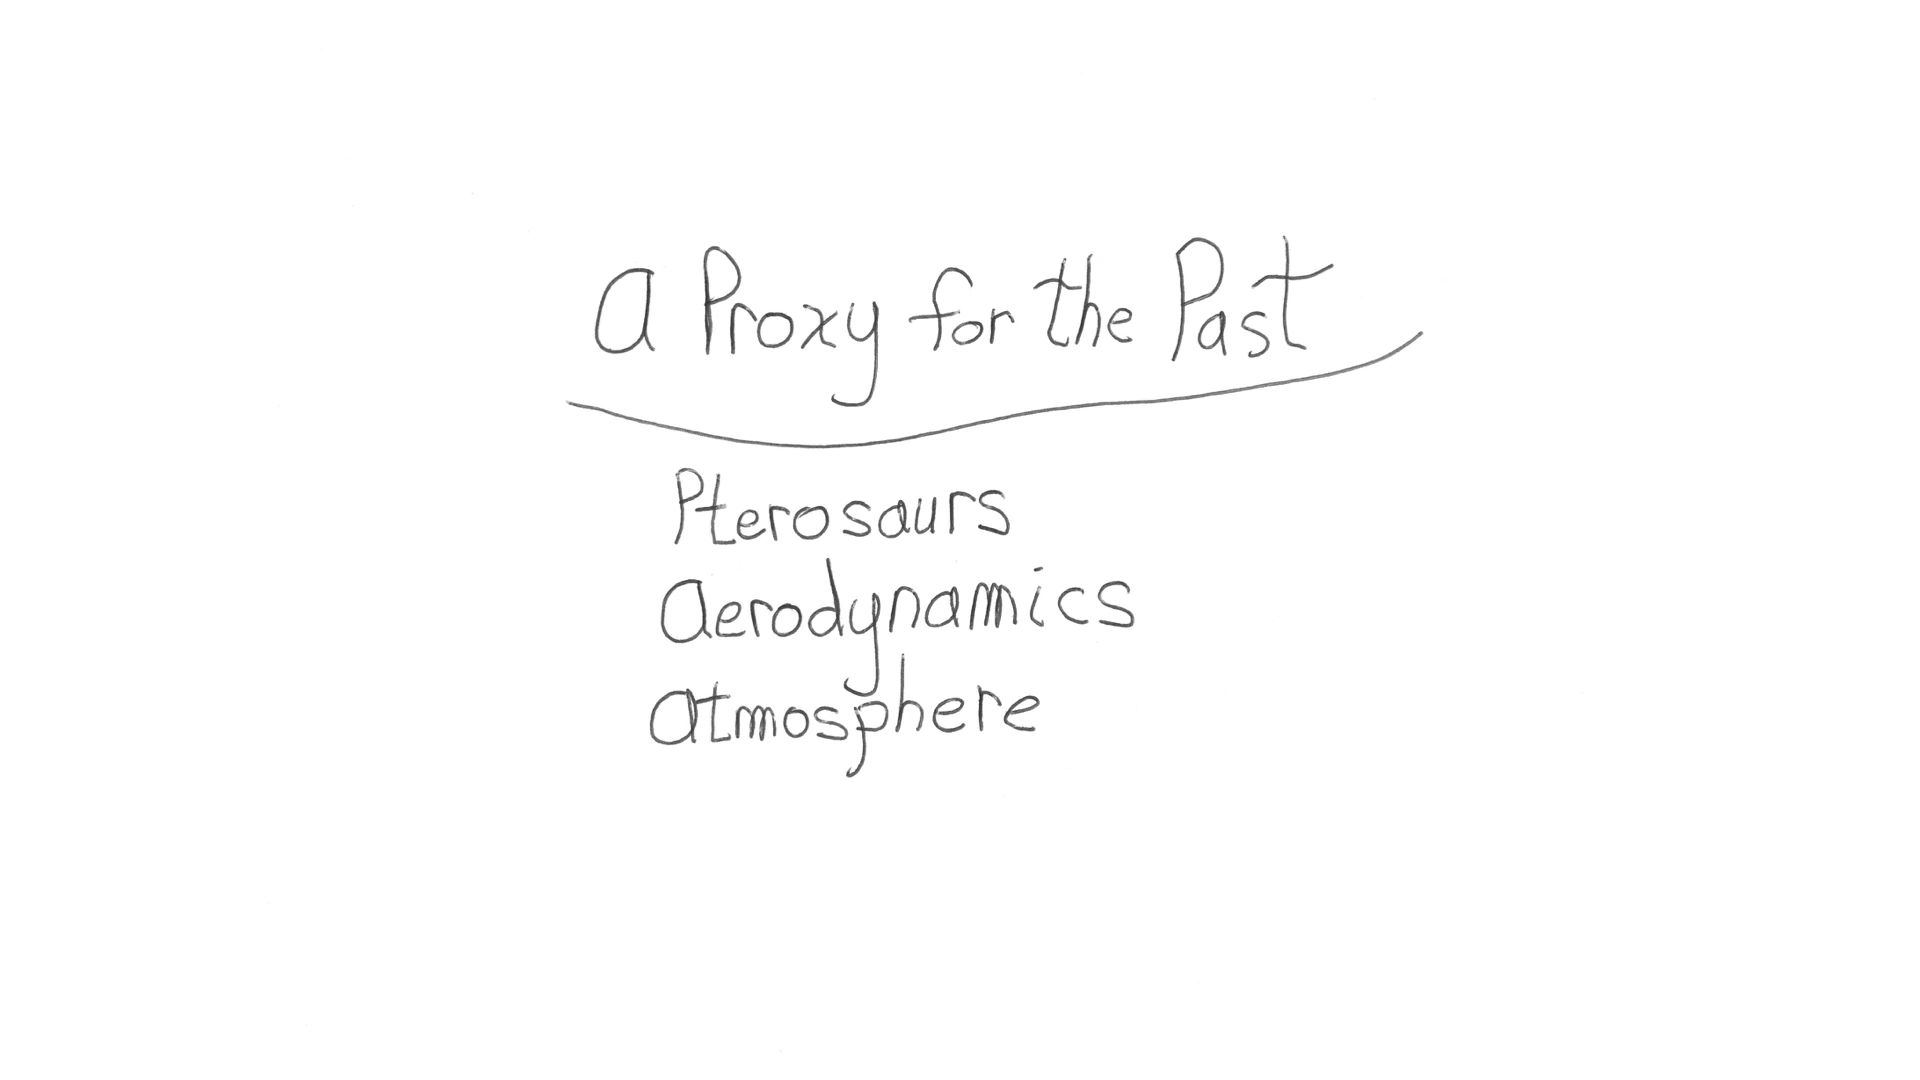 a Proxy for the Past
Pterosaurs
aerodynamics
atmosphere